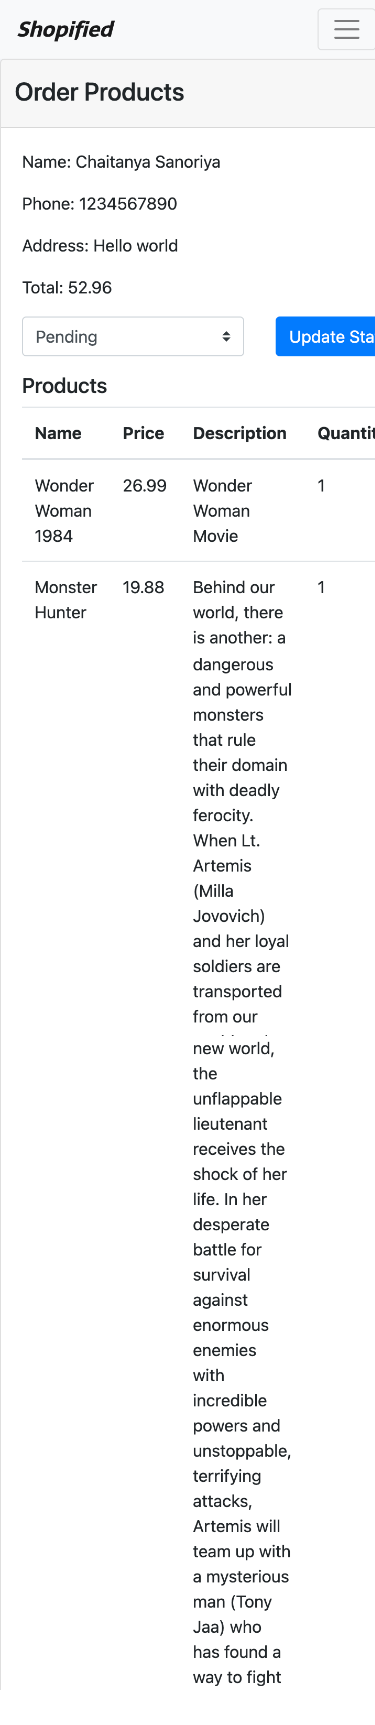 Shopified
Order Products
Name: Chaitanya Sanoriya
Phone: 1234567890
Address: Hello world
Total: 52.96
Pending
Update Sta
Products
Name Price Description Quantit
Wonder Woman 1984 26.99 Wonder Woman Movie 1
Monster Hunter 19.88 Behind our 1
world, there
is another: a
dangerous
and powerful
monsters
that rule
their domain
with deadly
ferocity.
When Lt.
Artemis
(Milla
Jovovich)
and her loyal
soldiers are
transported
from our
new world,
the
unflappable
lieutenant
receives the
shock of her
life. In her
desperate
battle for
survival
against
enormous
enemies
with
incredible
powers and
unstoppable,
terrifying
attacks,
Artemis will
team up with
a mysterious
man (Tony
Jaa) who
has found a
way to fight